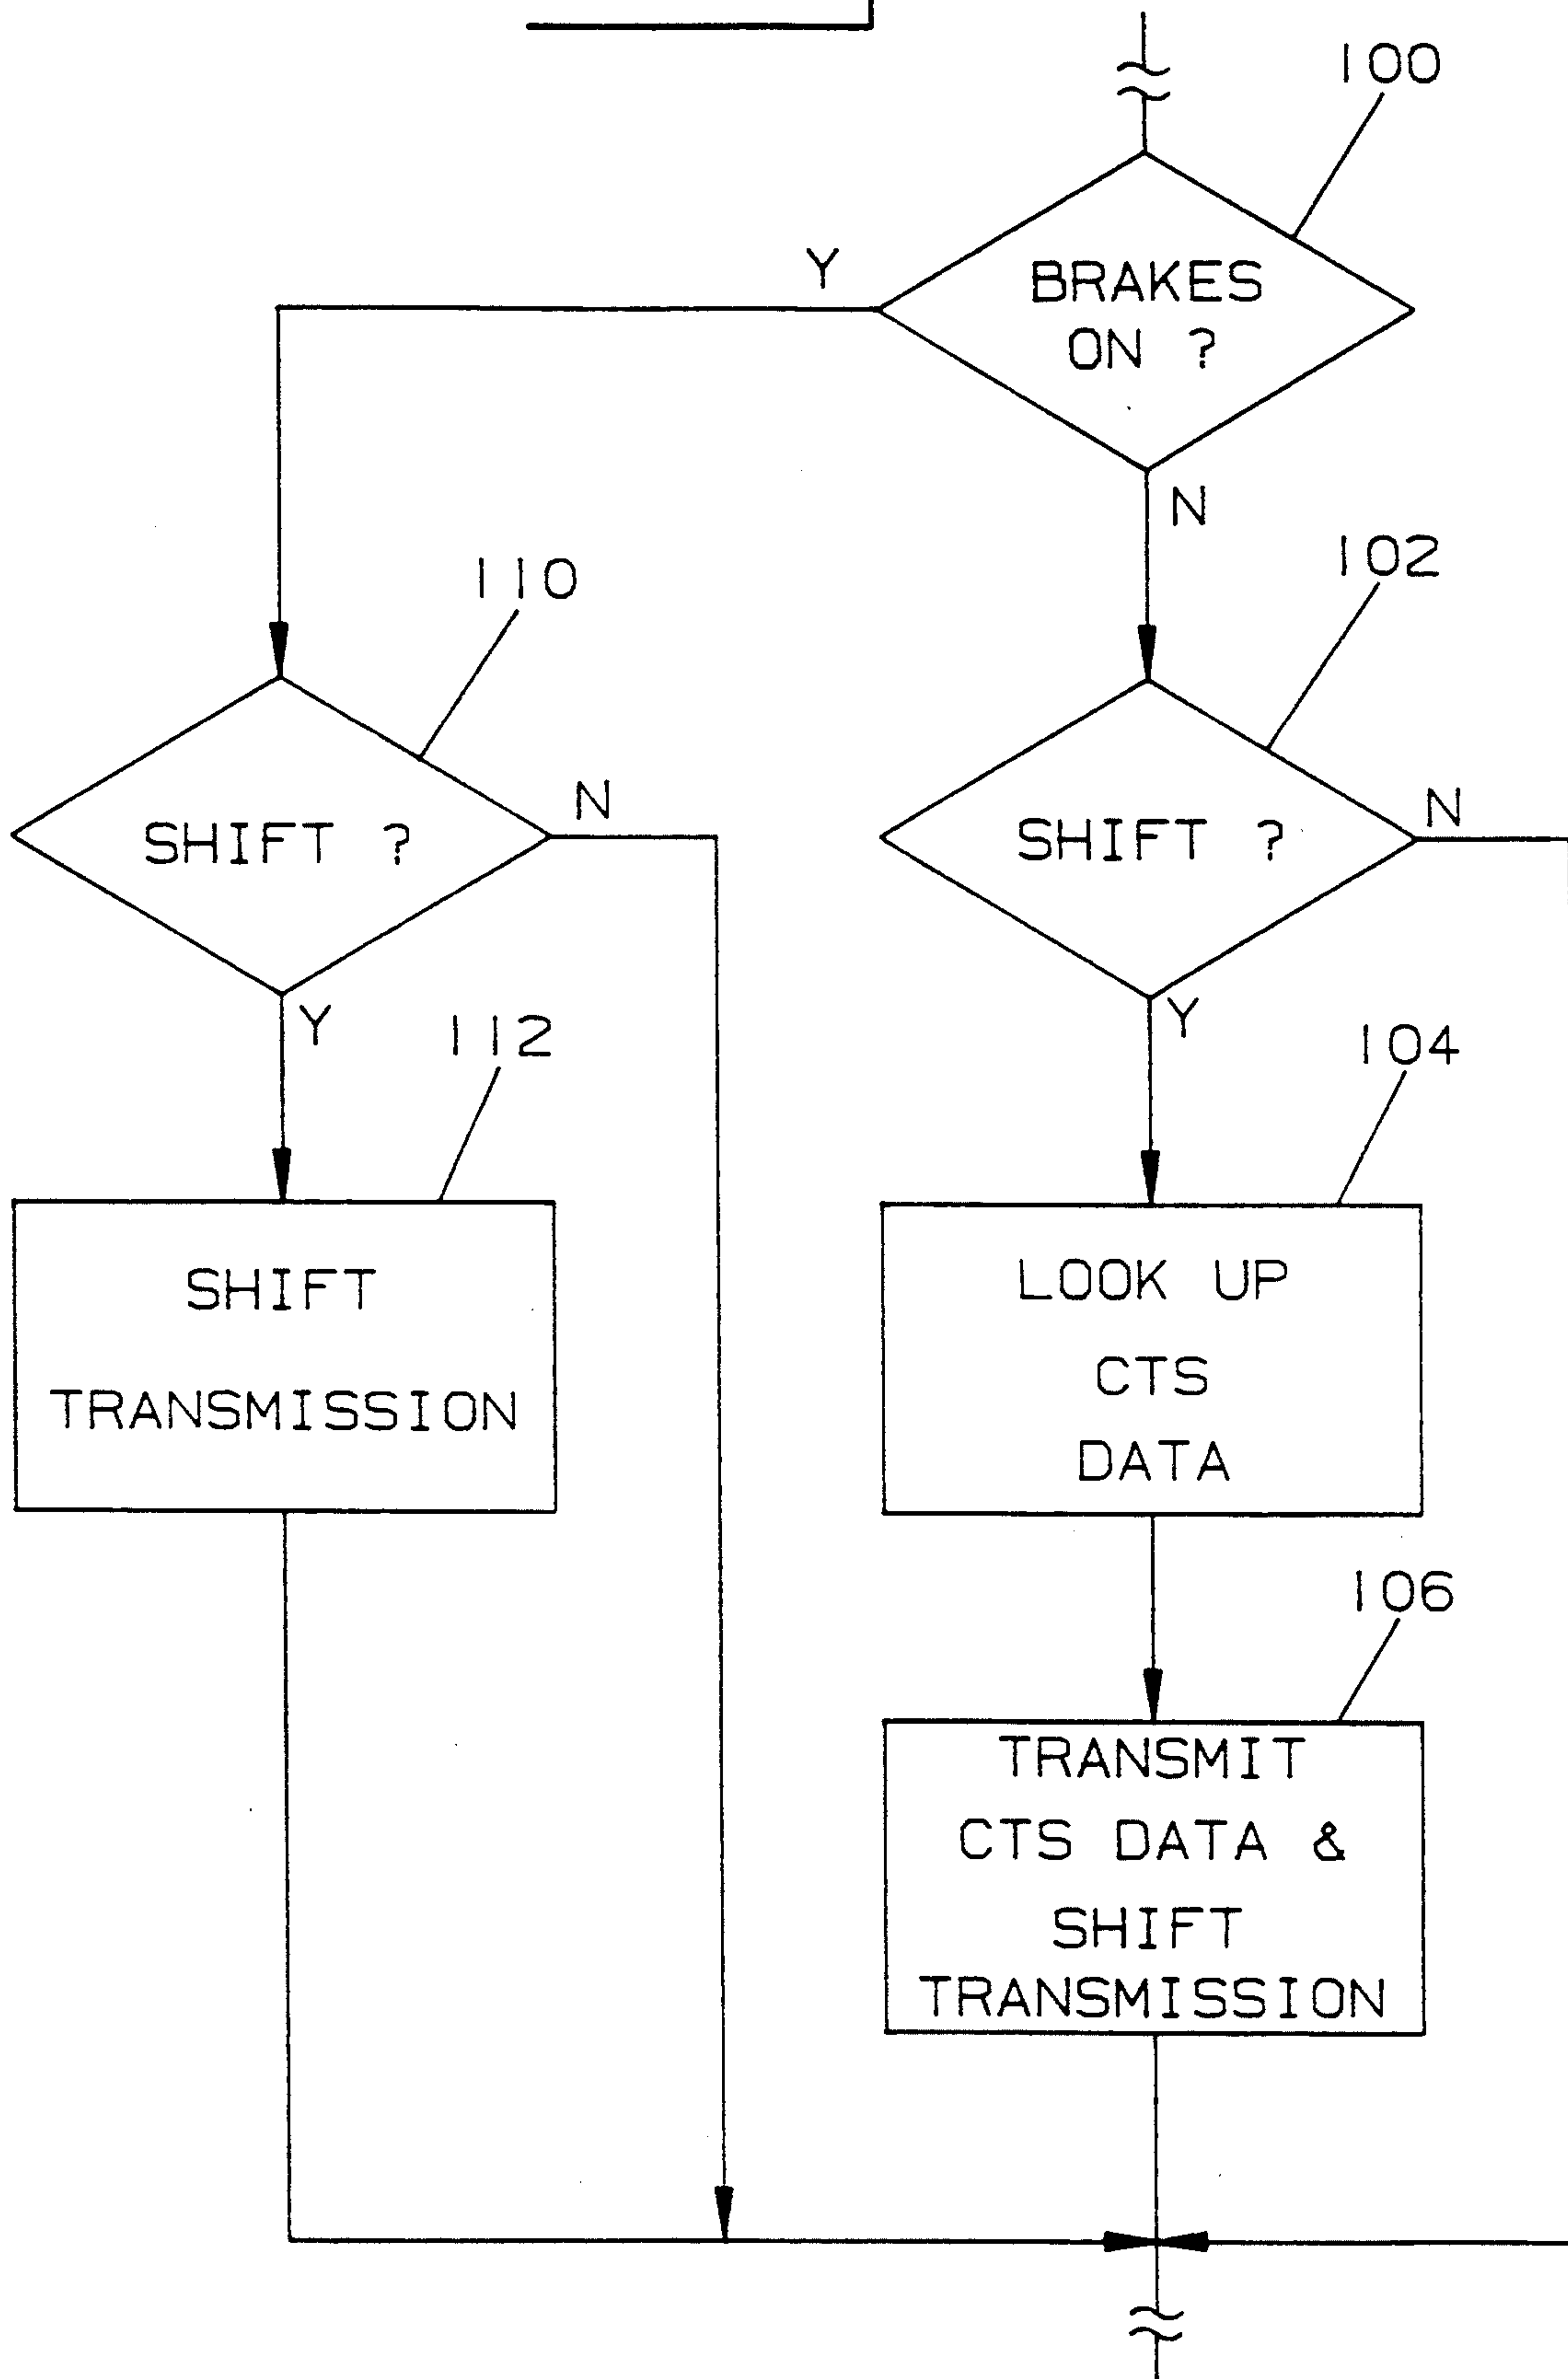 100
Y
BRAKES
ON ?
N
110
102
SHIFT ?
N
SHIFT ?
N
Y
112
Y
104
SHIFT
TRANSMISSION
LOOK UP
CTS
DATA
106
TRANSMIT
CTS DATA &
SHIFT
TRANSMISSION